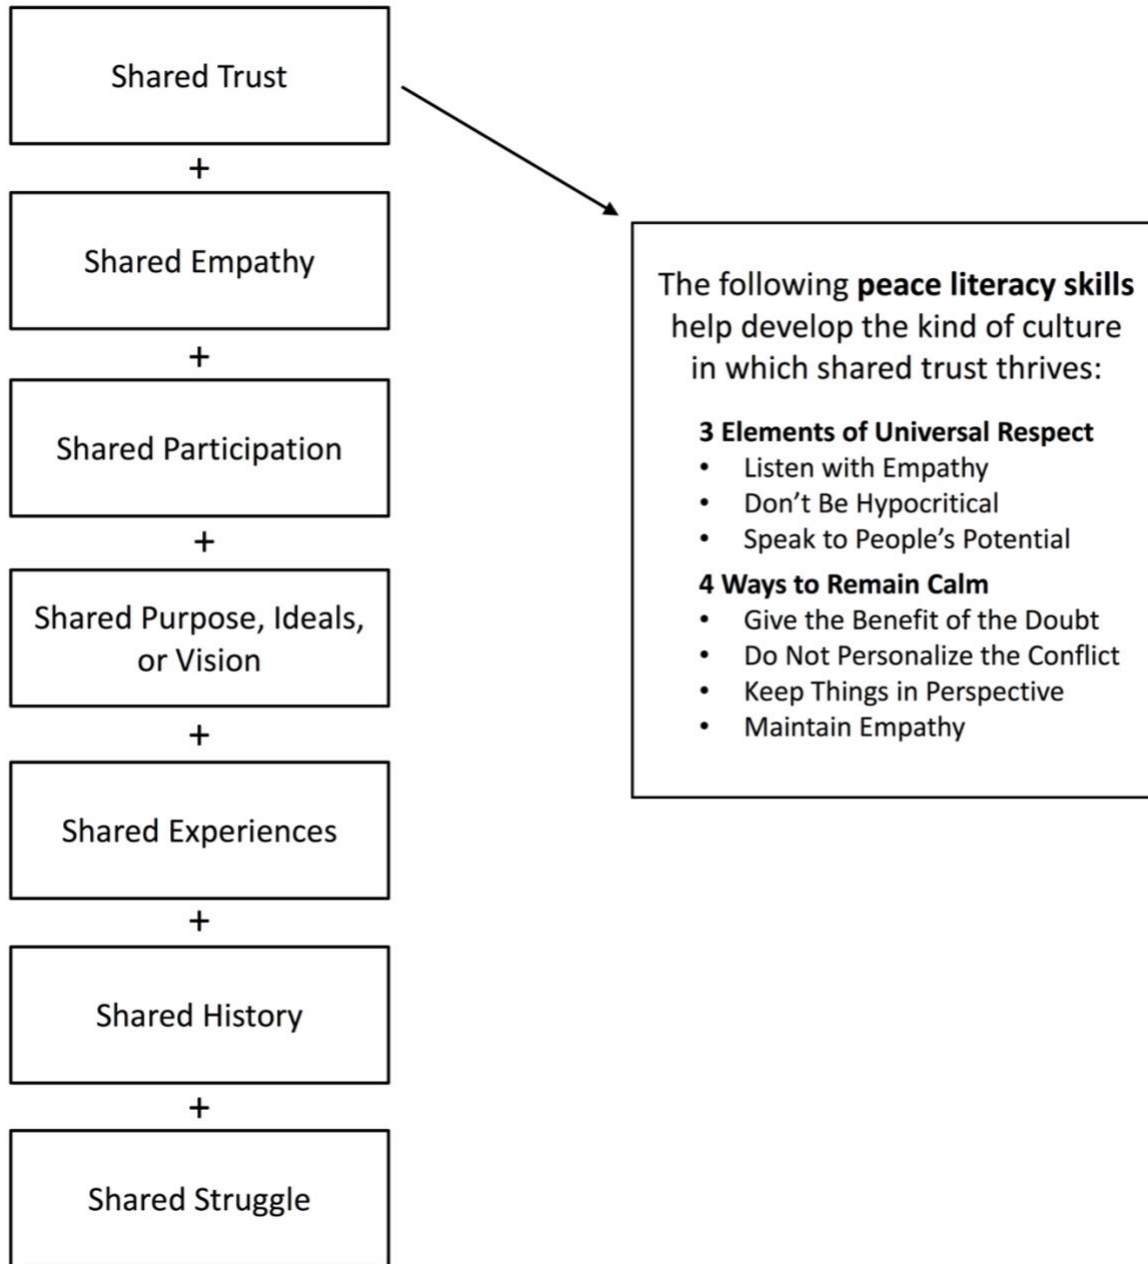 Shared Trust
+
Shared Empathy
+
Shared Participation
+
Shared Purpose, Ideals,
or Vision
+
Shared Experiences
+
Shared History
+
Shared Struggle
The following peace literacy skills
help develop the kind of culture
in which shared trust thrives:
3 Elements of Universal Respect
• Listen with Empathy
• Don’t Be Hypocritical
• Speak to People’s Potential
4 Ways to Remain Calm
• Give the Benefit of the Doubt
• Do Not Personalize the Conflict
• Keep Things in Perspective
• Maintain Empathy